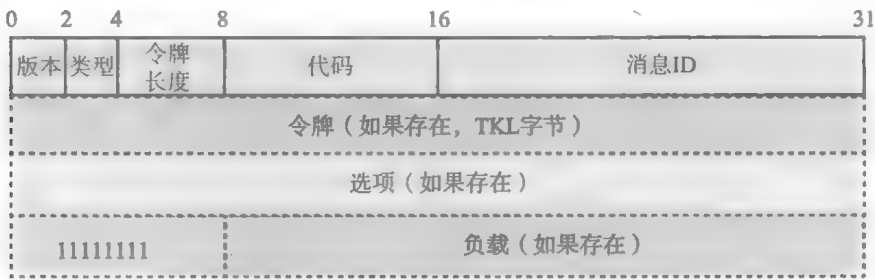 0 2 4 8 16 31
版本 类型 令牌长度 代码 消息ID
令牌（如果存在，TKL字节）
选项（如果存在）
11111111 负载（如果存在）